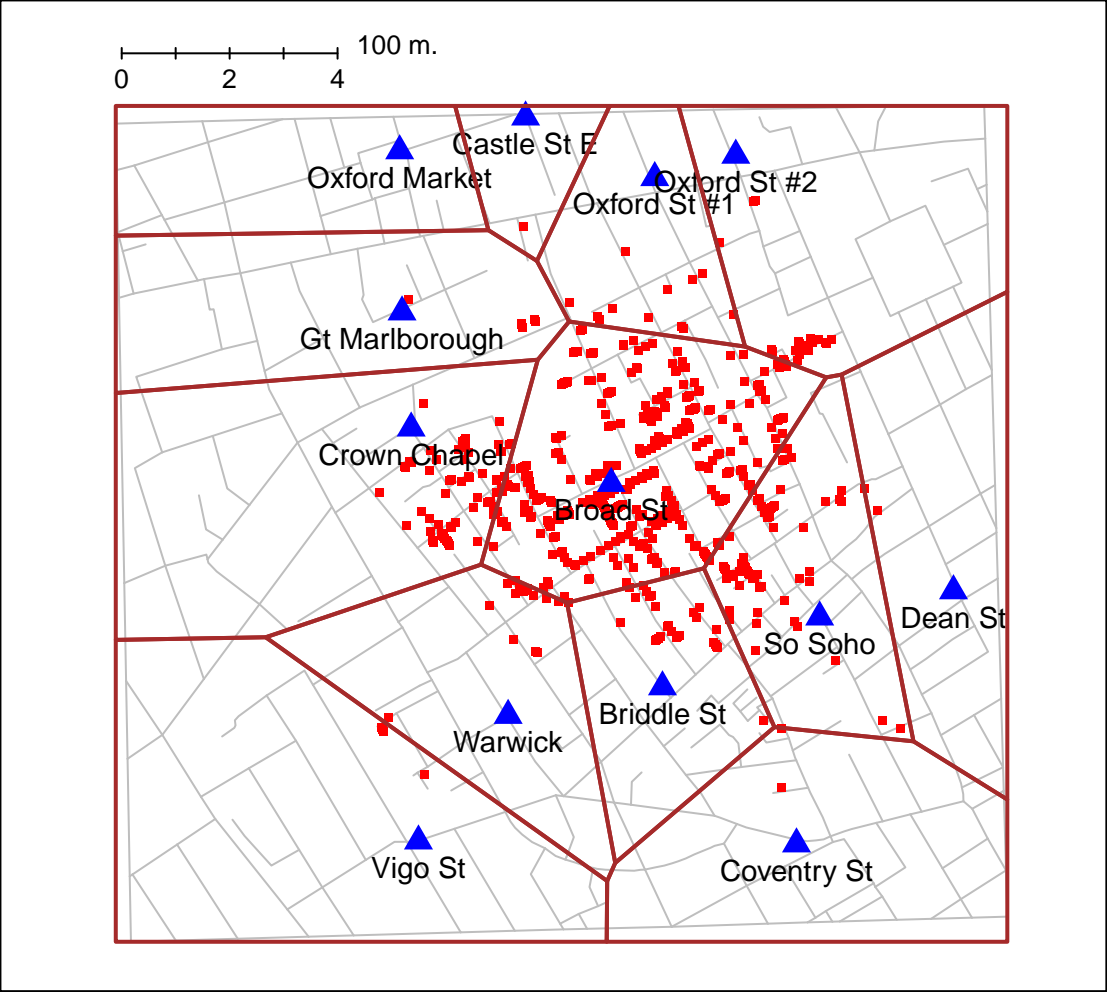 100 m.
0 2 4
Castle St E
Oxford Market
Oxford St #2
Oxford St #1
Gt Marlborough
Crown Chapel
Broad St
Dean St
So Soho
Briddle St
Warwick
Vigo St
Coventry St